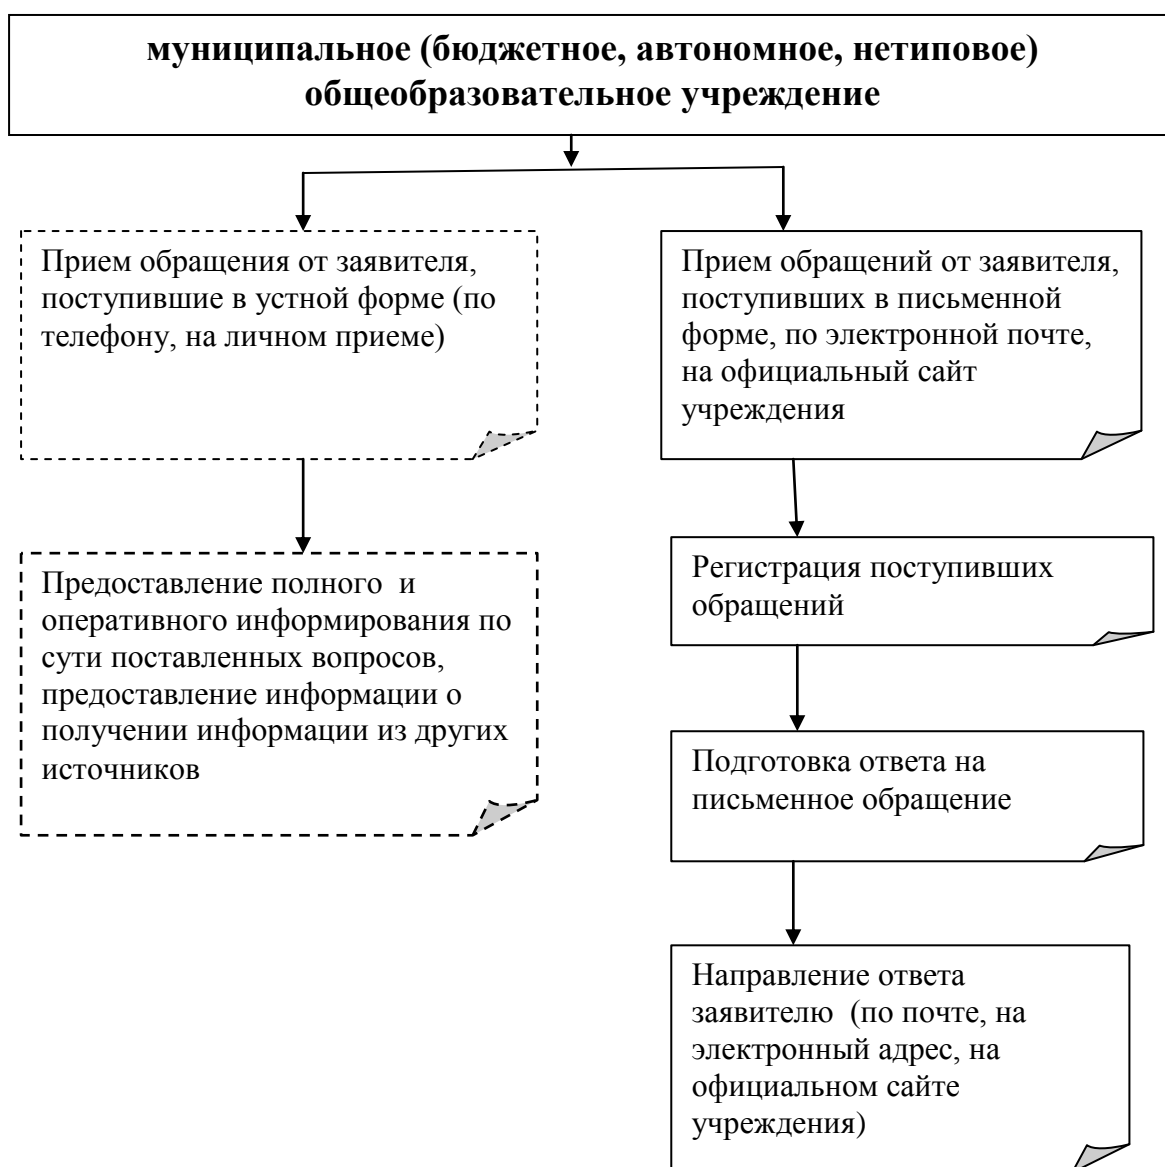 муниципальное (бюджетное, автономное, нетиповое)
общеобразовательное учреждение
Прием обращения от заявителя,
поступившие в устной форме (по
телефону, на личном приеме)
Прием обращений от заявителя,
поступивших в письменной
форме, по электронной почте,
на официальный сайт
учреждения
Предоставление полного  и
оперативного информирования по
сути поставленных вопросов,
предоставление информации о
получении информации из других
источников
Регистрация поступивших
обращений
Подготовка ответа на
письменное обращение
Направление ответа
заявителю  (по почте, на
электронный адрес, на
официальном сайте
учреждения)